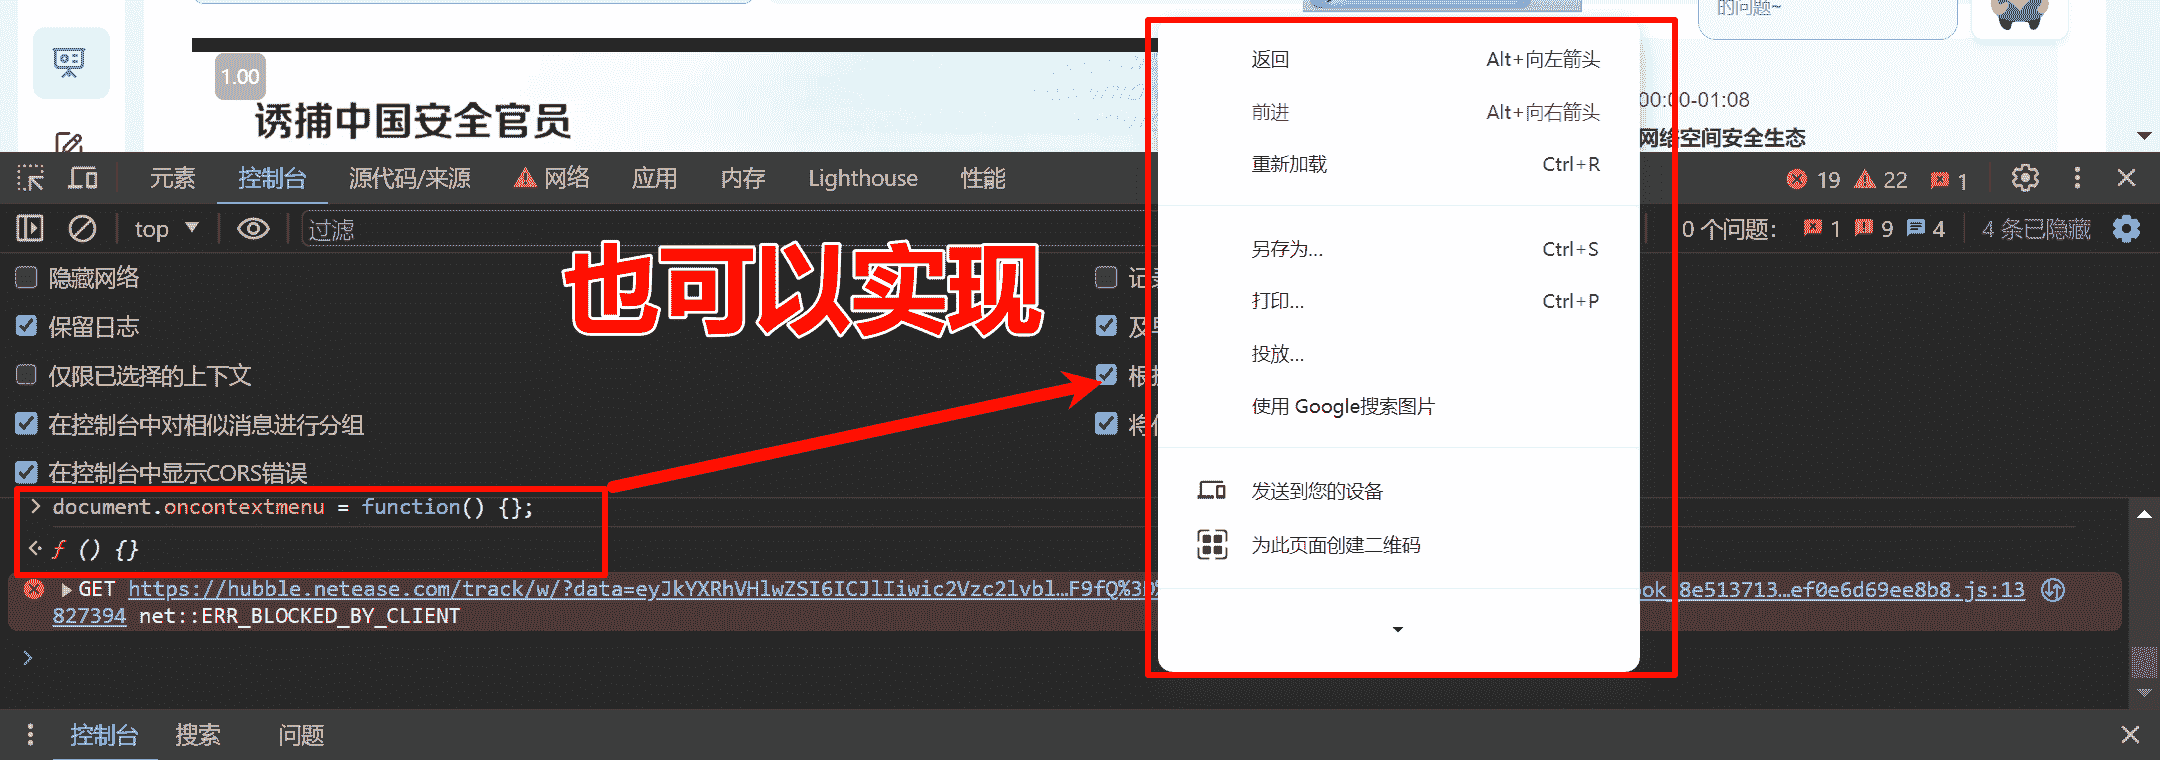 的问题~
1.00
诱捕中国安全官员
00:00-01:08
网络空间安全生态
返回 Alt+向左箭头
前进 Alt+向右箭头
重新加载 Ctrl+R
另存为... Ctrl+S
打印... Ctrl+P
投放...
使用 Google搜索图片
发送到您的设备
为此页面创建二维码
元素 控制台 源代码/来源 网络 应用 内存 Lighthouse 性能 19 22 1
top 过滤 0 个问题: 1 9 4 4 条已隐藏
也可以实现
隐藏网络
保留日志
仅限已选择的上下文
在控制台中对相似消息进行分组
在控制台中显示CORS错误
记
及
根
将
> document.oncontextmenu = function() {};
<· ƒ () {}
GET https://hubble.netease.com/track/w/?data=eyJkYXRhVHlwZSI6ICJlIiwic2Vzc2lvbl…F9fQ%3D ok_8e513713…ef0e6d69ee8b8.js:13
827394 net::ERR_BLOCKED_BY_CLIENT
>
控制台 搜索 问题